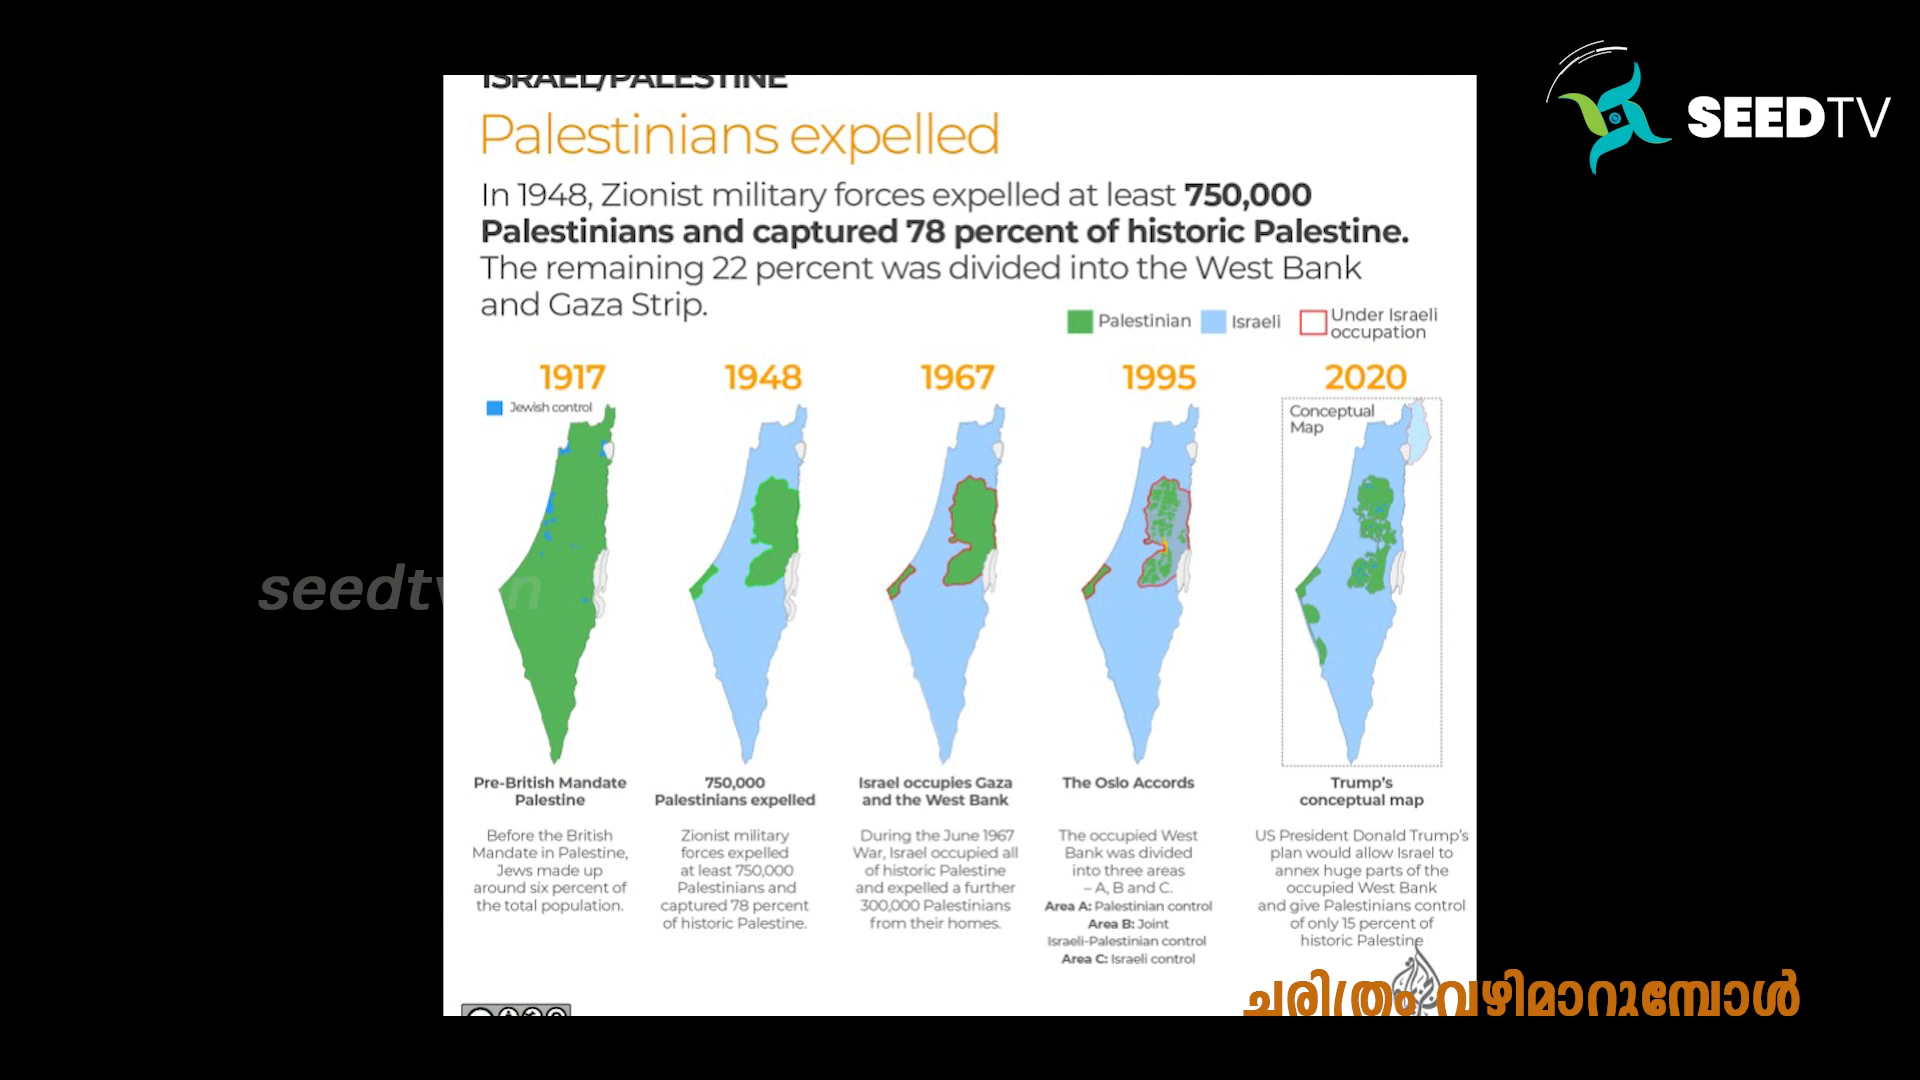 ISRAEL/PALESTINE
SEEDTV
Palestinians expelled
In 1948, Zionist military forces expelled at least 750,000
Palestinians and captured 78 percent of historic Palestine.
The remaining 22 percent was divided into the West Bank
and Gaza Strip.
Palestinian
Israeli
Under Israeli
occupation
1917
1948
1967
1995
2020
Jewish control
Conceptual
Map
Pre-British Mandate
Palestine
Before the British
Mandate in Palestine,
Jews made up
around six percent of
the total population.
750,000
Palestinians expelled
Zionist military
forces expelled
at least 750,000
Palestinians and
captured 78 percent
of historic Palestine.
Israel occupies Gaza
and the West Bank
During the June 1967
War, Israel occupied all
of historic Palestine
and expelled a further
300,000 Palestinians
from their homes.
The Oslo Accords
The occupied West
Bank was divided
into three areas
– A, B and C.
Area A: Palestinian control
Area B: Joint
Israeli-Palestinian control
Area C: Israeli control
Trump's
conceptual map
US President Donald Trump's
plan would allow Israel to
annex huge parts of the
occupied West Bank
and give Palestinians control
of only 15 percent of
historic Palestine
ചരിത്രം വഴിമാറുമ്പോൾ